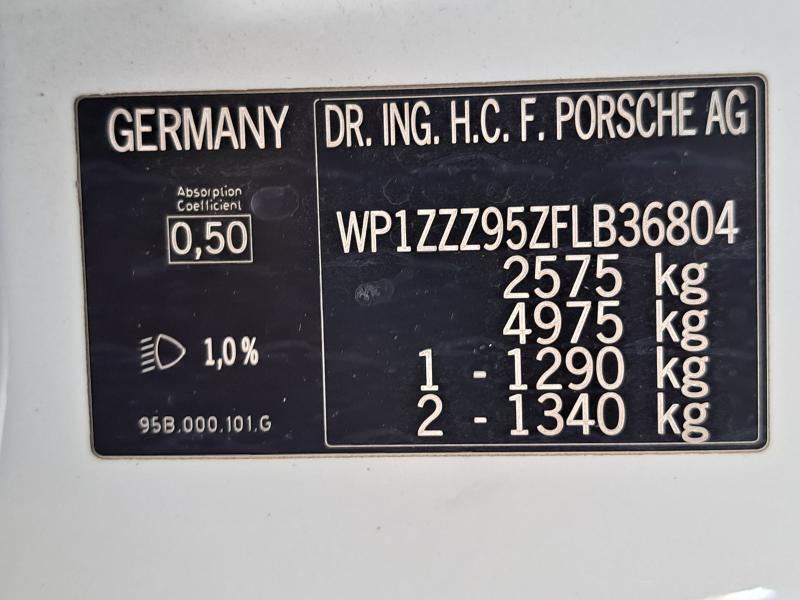 GERMANY
Absorption
Coefficient
0,50
1,0%
95B.000.101.G
DR. ING. H.C. F. PORSCHE AG
WP1ZZZ95ZFLB36804
2575 kg
4975 kg
1 - 1290 kg
2 - 1340 kg